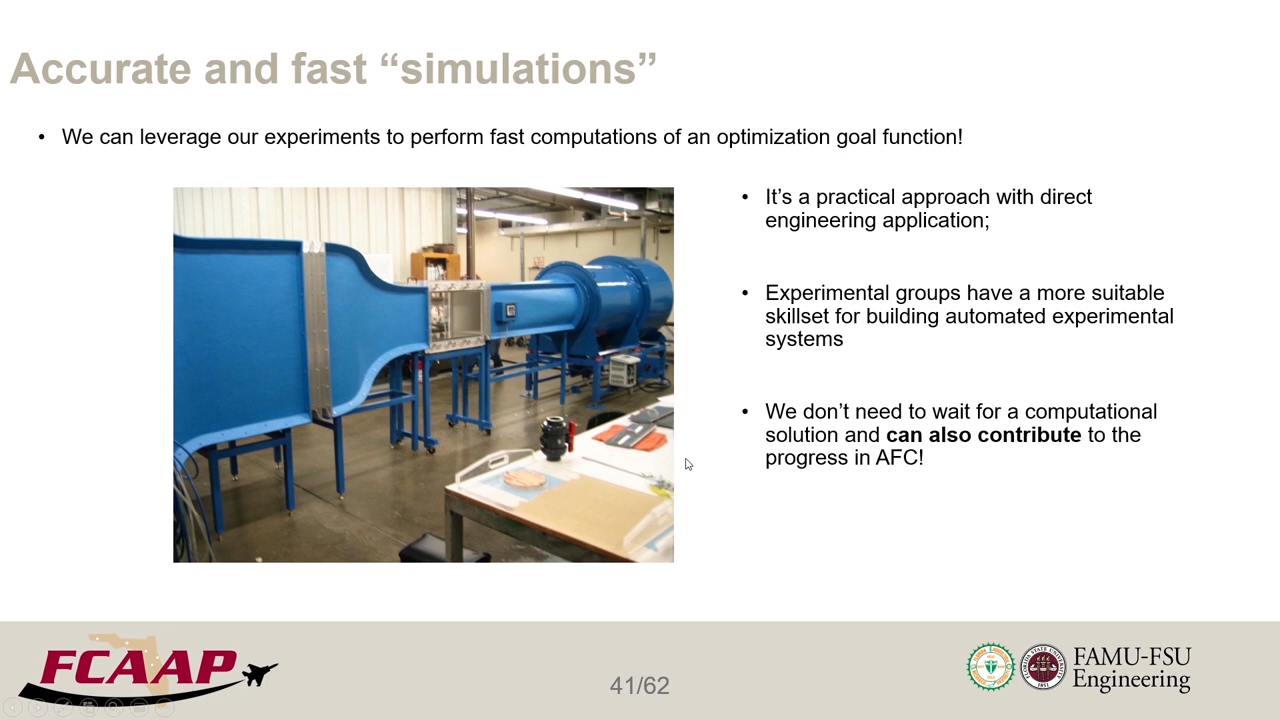 Accurate and fast “simulations”
• We can leverage our experiments to perform fast computations of an optimization goal function!
• It’s a practical approach with direct
engineering application;
• Experimental groups have a more suitable
skillset for building automated experimental
systems
• We don’t need to wait for a computational
solution and can also contribute to the
progress in AFC!
FCAAP
41/62
FAMU-FSU
Engineering